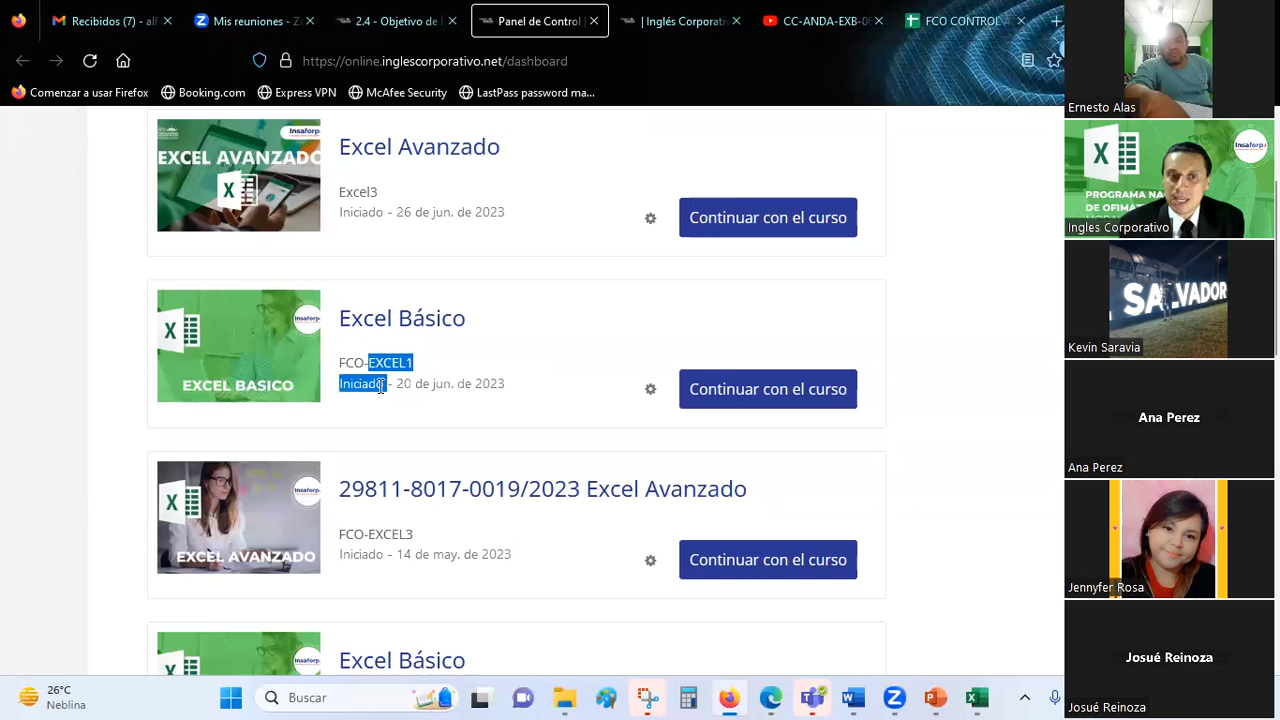 Recibidos (7) - alf
Mis reuniones - Zo
2.4 - Objetivo de
Panel de Control
| Inglés Corporati
CC-ANDA-EXB-0
FCO CONTROL
https://online.inglescorporativo.net/dashboard
Comenzar a usar Firefox
Booking.com
Express VPN
McAfee Security
LastPass password ma...
Insaforp
EXCEL AVANZADO
Excel Avanzado
Excel3
Iniciado - 26 de jun. de 2023
Continuar con el curso
EXCEL BASICO
Excel Básico
FCO-EXCEL1
Iniciado - 20 de jun. de 2023
Continuar con el curso
EXCEL AVANZADO
29811-8017-0019/2023 Excel Avanzado
FCO-EXCEL3
Iniciado - 14 de may. de 2023
Continuar con el curso
Excel Básico
Ernesto Alas
Insaforp
PROGRAMA NA
DE OFIMATIC
Ingles Corporativo
SALVADOR
Kevin Saravia
Ana Perez
Ana Perez
Jennyfer Rosa
Josué Reinoza
Josué Reinoza
26°C
Neblina
Buscar